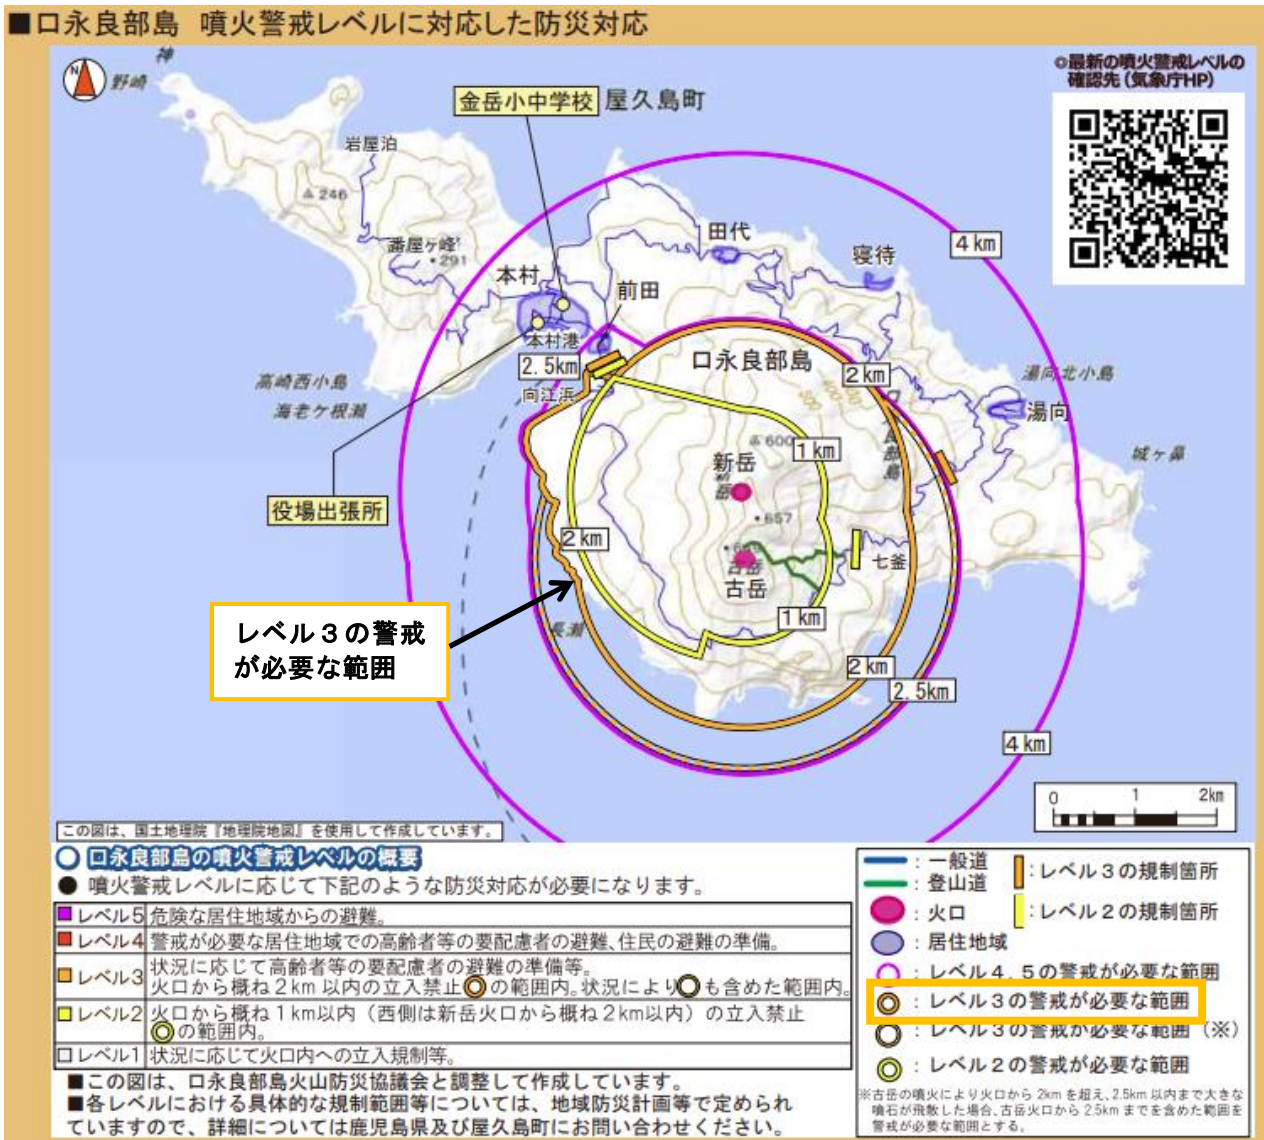 ■口永良部島 噴火警戒レベルに対応した防災対応
◎最新の噴火警戒レベルの
確認先(気象庁HP)
N
神
野崎
金岳小中学校
屋久島町
岩屋泊
246
番屋ヶ峰
291
本村
前田
田代
寝待
4km
本村港
2.5km
向江浜
口永良部島
2km
湯向北小島
湯向
城ヶ鼻
高崎西小島
海老ケ根瀬
600
1km
新岳
657
役場出張所
2km
七釜
古岳
レベル3の警戒
が必要な範囲
長瀬
1km
2km
2.5km
4km
0 1 2km
この図は、国土地理院『地理院地図』を使用して作成しています。
口永良部島の噴火警戒レベルの概要
● 噴火警戒レベルに応じて下記のような防災対応が必要になります。
レベル5 危険な居住地域からの避難。
レベル4 警戒が必要な居住地域での高齢者等の要配慮者の避難、住民の避難の準備。
レベル3 状況に応じて高齢者等の要配慮者の避難の準備等。
火口から概ね2km以内の立入禁止◎の範囲内。状況により◎も含めた範囲内。
レベル2 火口から概ね1km以内(西側は新岳火口から概ね2km以内)の立入禁止
◎の範囲内。
レベル1 状況に応じて火口内への立入規制等。
■この図は、口永良部島火山防災協議会と調整して作成しています。
■各レベルにおける具体的な規制範囲等については、地域防災計画等で定められ
ていますので、詳細については鹿児島県及び屋久島町にお問い合わせください。
:一般道
:登山道
:レベル3の規制箇所
:火口
:レベル2の規制箇所
:居住地域
:レベル4.5の警戒が必要な範囲
:レベル3の警戒が必要な範囲
:レベル3の警戒が必要な範囲(※)
:レベル2の警戒が必要な範囲
※古岳の噴火により火口から2kmを超え、2.5km以内まで大きな
噴石が飛散した場合、古岳火口から2.5kmまでを含めた範囲を
警戒が必要な範囲とする。